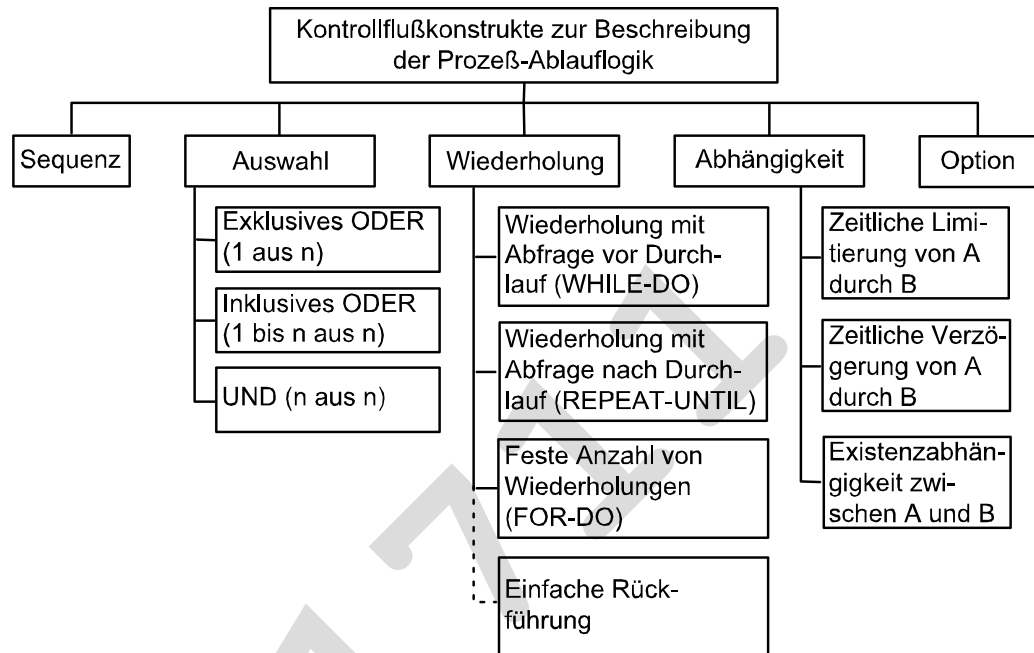 Kontrollflußkonstrukte zur Beschreibung
der Prozeß-Ablauflogik
Sequenz
Auswahl
Wiederholung
Abhängigkeit
Option
Exklusives ODER
(1 aus n)
Inklusives ODER
(1 bis n aus n)
UND (n aus n)
Wiederholung mit
Abfrage vor Durch-
lauf (WHILE-DO)
Wiederholung mit
Abfrage nach Durch-
lauf (REPEAT-UNTIL)
Feste Anzahl von
Wiederholungen
(FOR-DO)
Einfache Rück-
führung
Zeitliche Limi-
tierung von A
durch B
Zeitliche Verzö-
gerung von A
durch B
Existenzabhän-
gigkeit zwi-
schen A und B